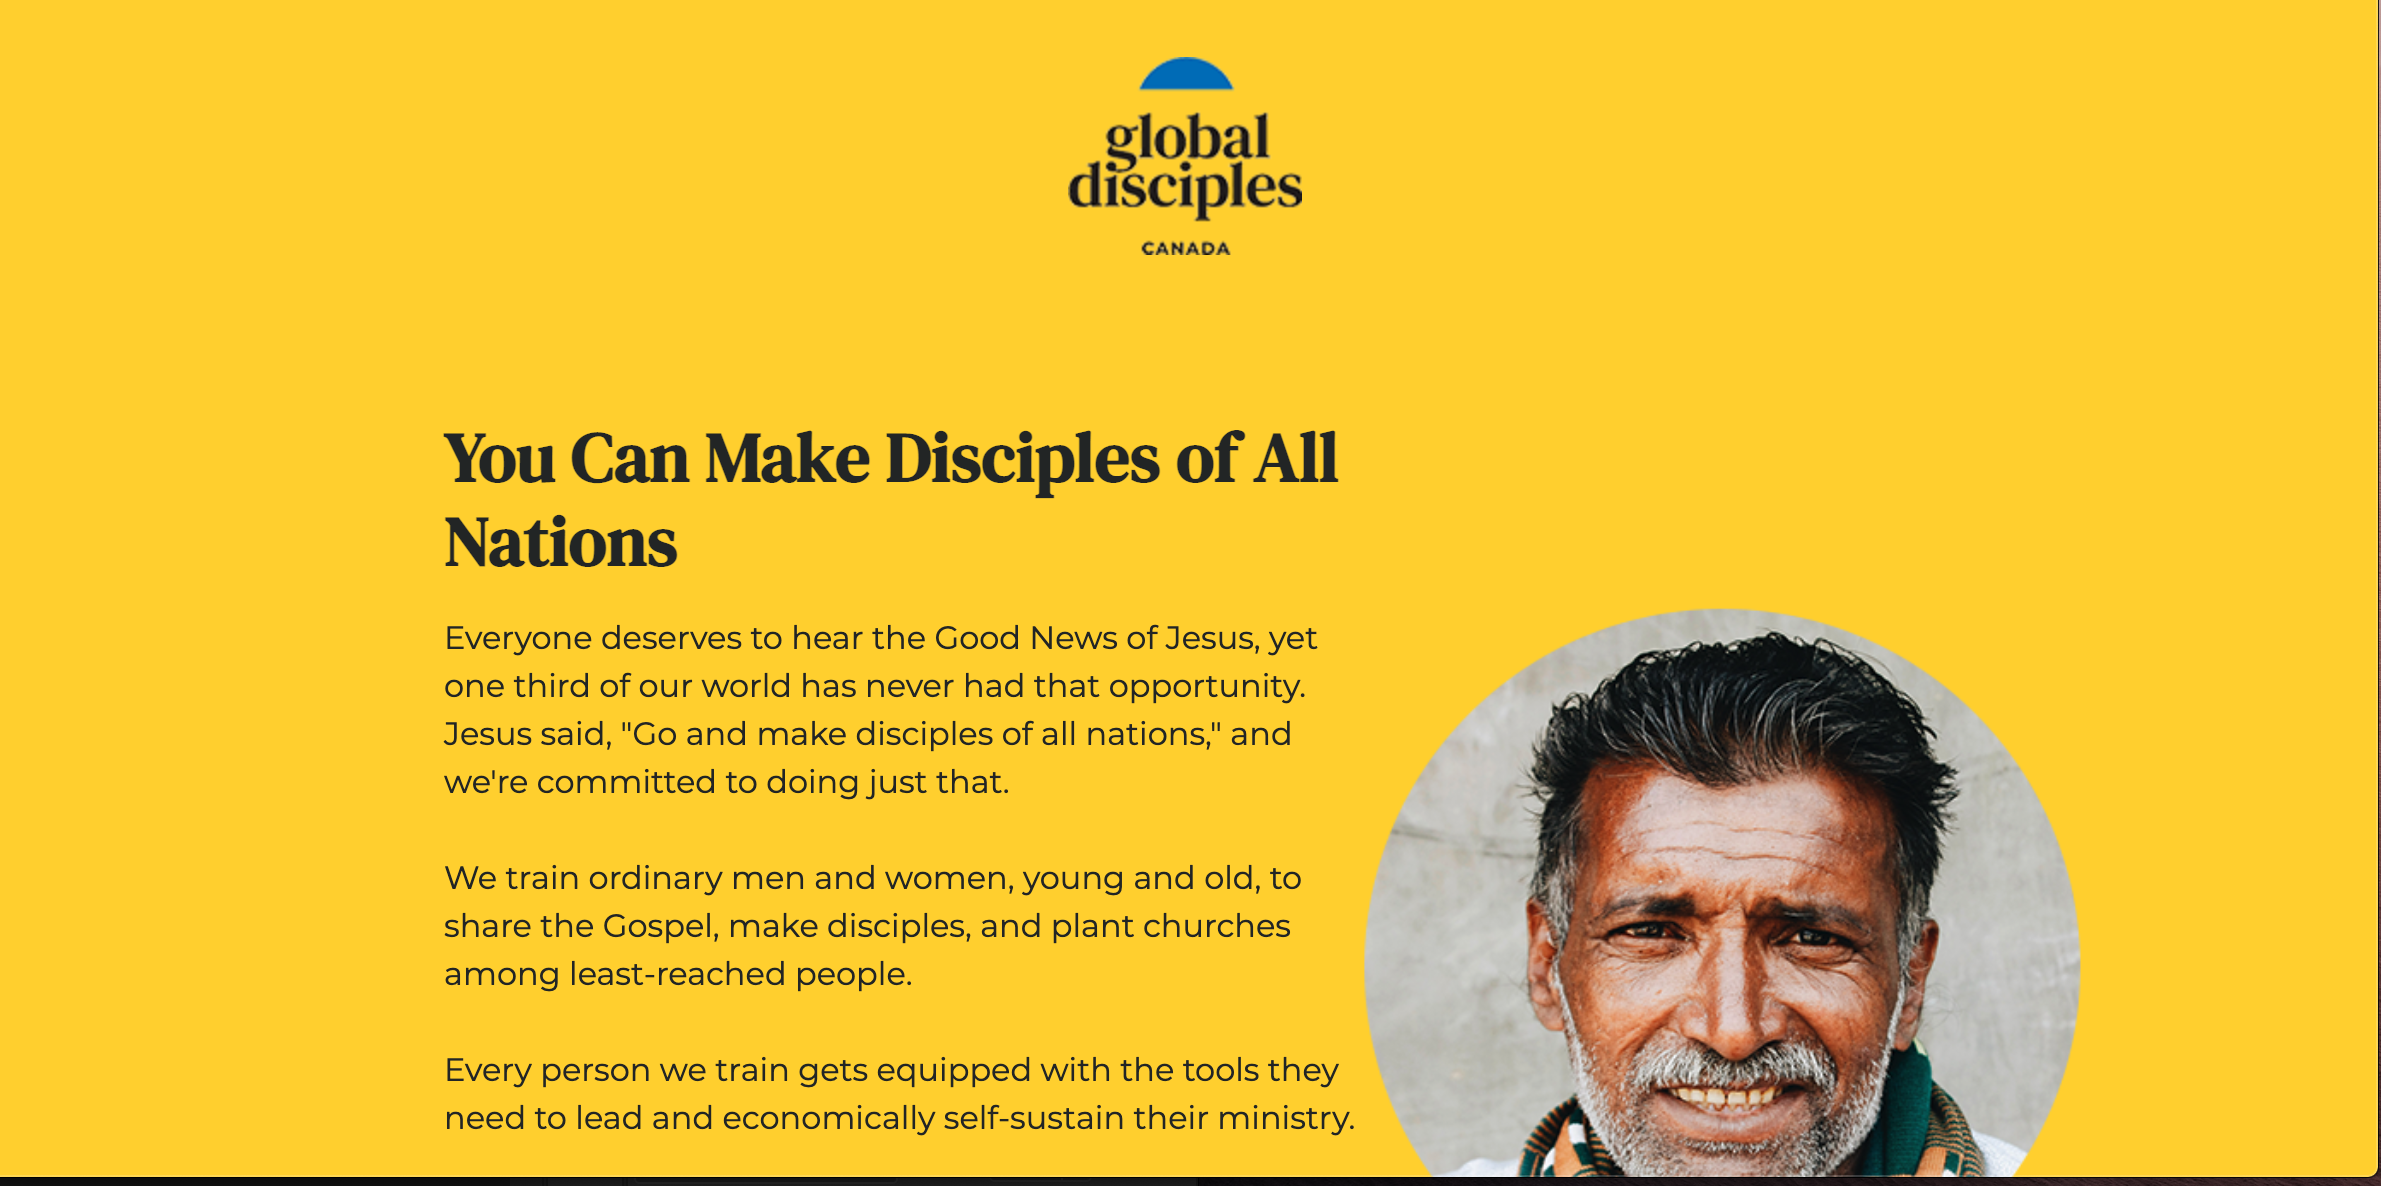 global
disciples
CANADA
You Can Make Disciples of All
Nations
Everyone deserves to hear the Good News of Jesus, yet
one third of our world has never had that opportunity.
Jesus said, "Go and make disciples of all nations," and
we're committed to doing just that.
We train ordinary men and women, young and old, to
share the Gospel, make disciples, and plant churches
among least-reached people.
Every person we train gets equipped with the tools they
need to lead and economically self-sustain their ministry.